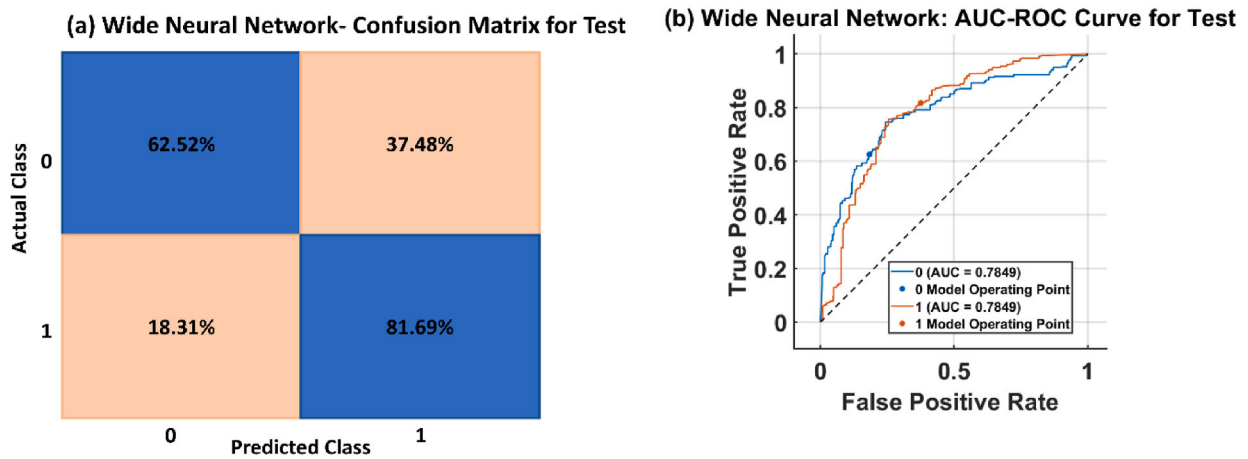 (a) Wide Neural Network- Confusion Matrix for Test
Actual Class
0
62.52%
37.48%
1
18.31%
81.69%
0
1
Predicted Class
(b) Wide Neural Network: AUC-ROC Curve for Test
True Positive Rate
1
0.8
0.6
0.4
0.2
0
0 (AUC = 0.7849)
0 Model Operating Point
1 (AUC = 0.7849)
1 Model Operating Point
0
0.5
1
False Positive Rate